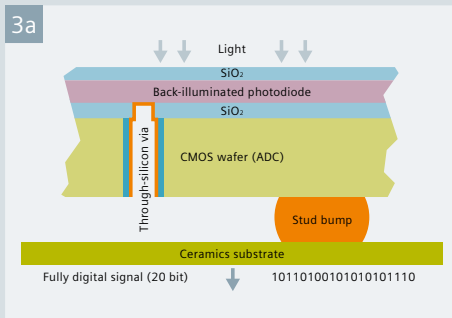 3a
Light
SiO₂
Back-illuminated photodiode
SiO₂
Through-silicon via
CMOS wafer (ADC)
Stud bump
Ceramics substrate
Fully digital signal (20 bit)
10110100101010101110